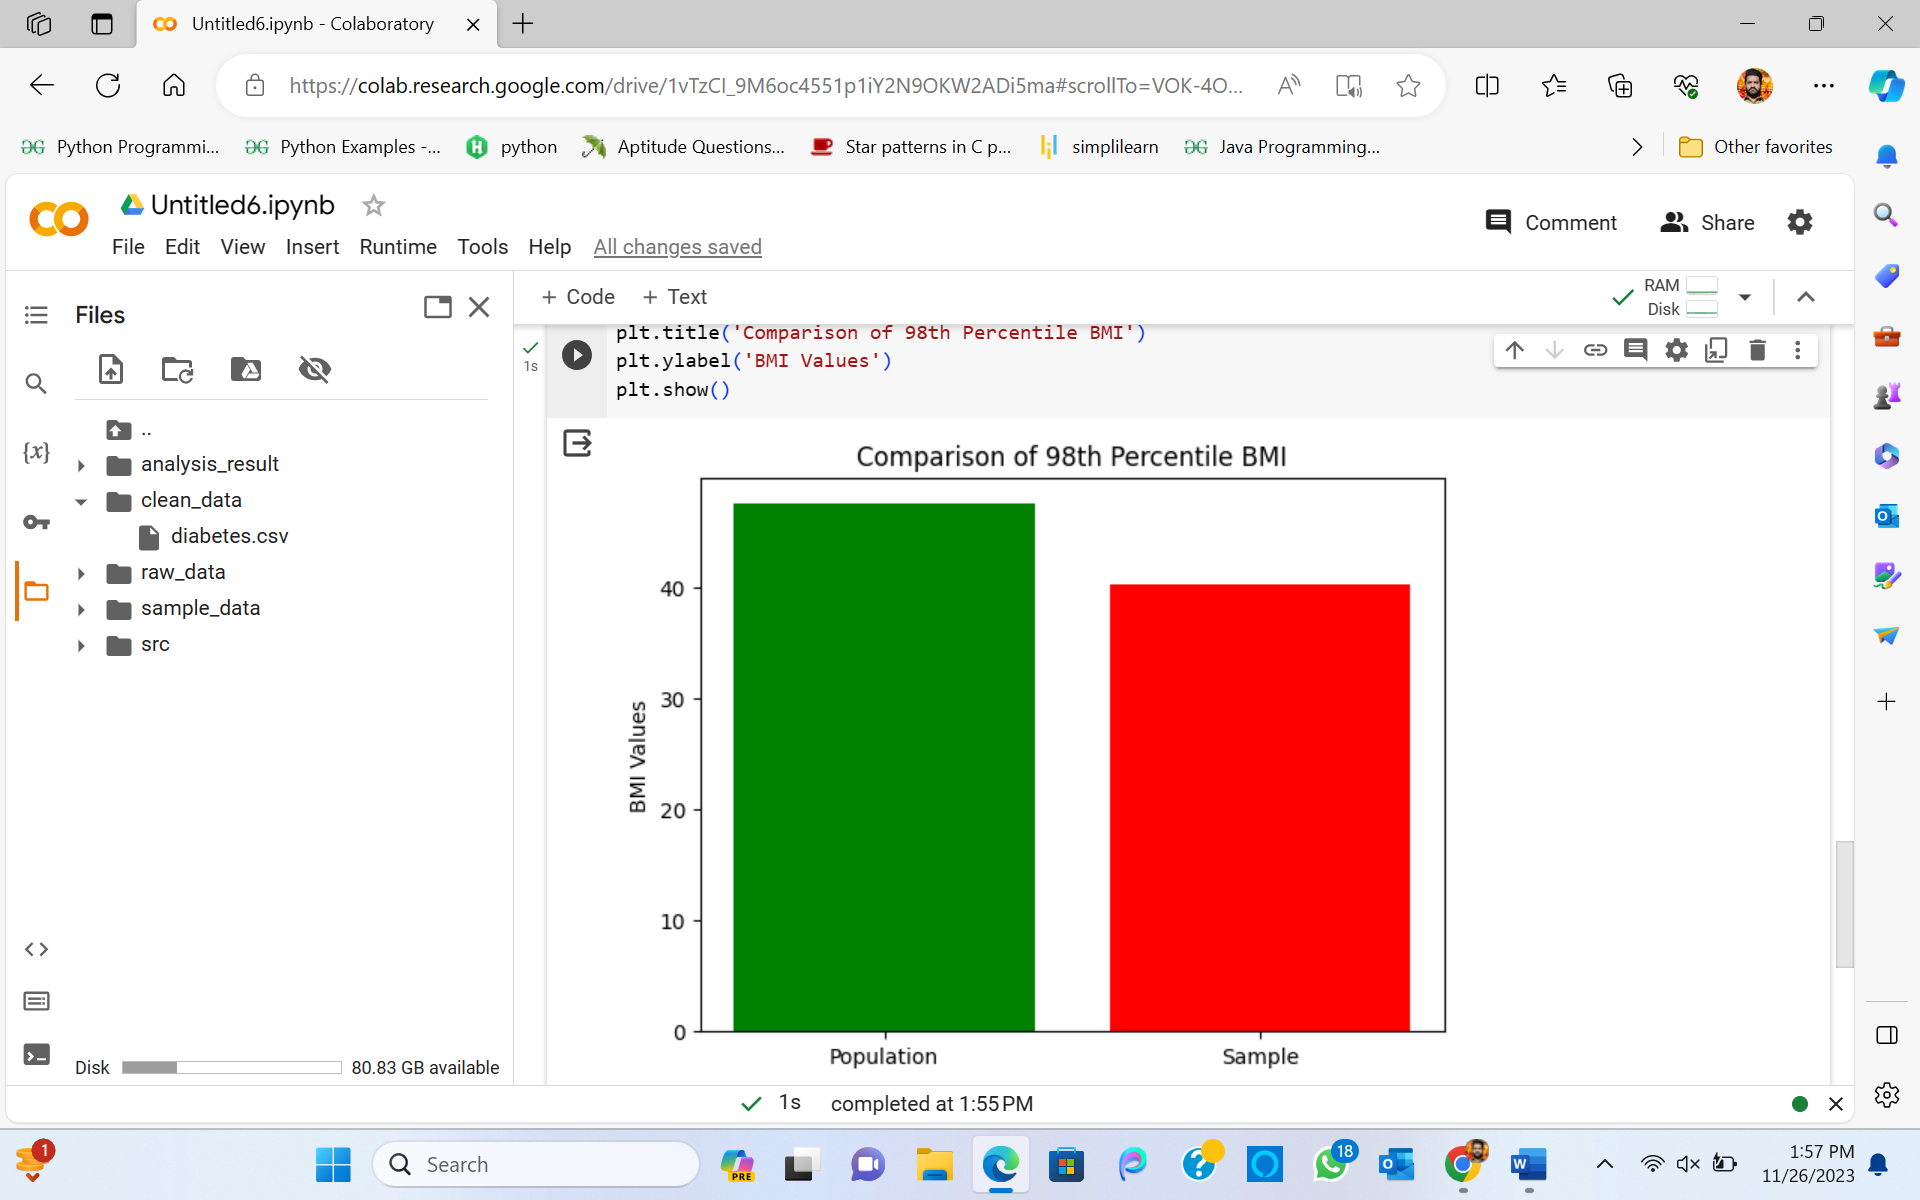 Untitled6.ipynb - Colaboratory
https://colab.research.google.com/drive/1vTzCl_9M6oc4551p1iY2N9OKW2ADi5ma#scrollTo=VOK-4O...
Python Programmi... Python Examples -... python Aptitude Questions... Star patterns in C p... simplilearn Java Programming... Other favorites
Untitled6.ipynb
Comment Share
File Edit View Insert Runtime Tools Help All changes saved
Files
+ Code + Text
RAM
Disk
plt.title('Comparison of 98th Percentile BMI')
plt.ylabel('BMI Values')
plt.show()
1s
{x}
..
analysis_result
clean_data
diabetes.csv
raw_data
sample_data
src
Comparison of 98th Percentile BMI
40
30
20
10
0
BMI Values
Population Sample
Disk 80.83 GB available
1s completed at 1:55 PM
1
Search
PRE
18
1:57 PM
11/26/2023